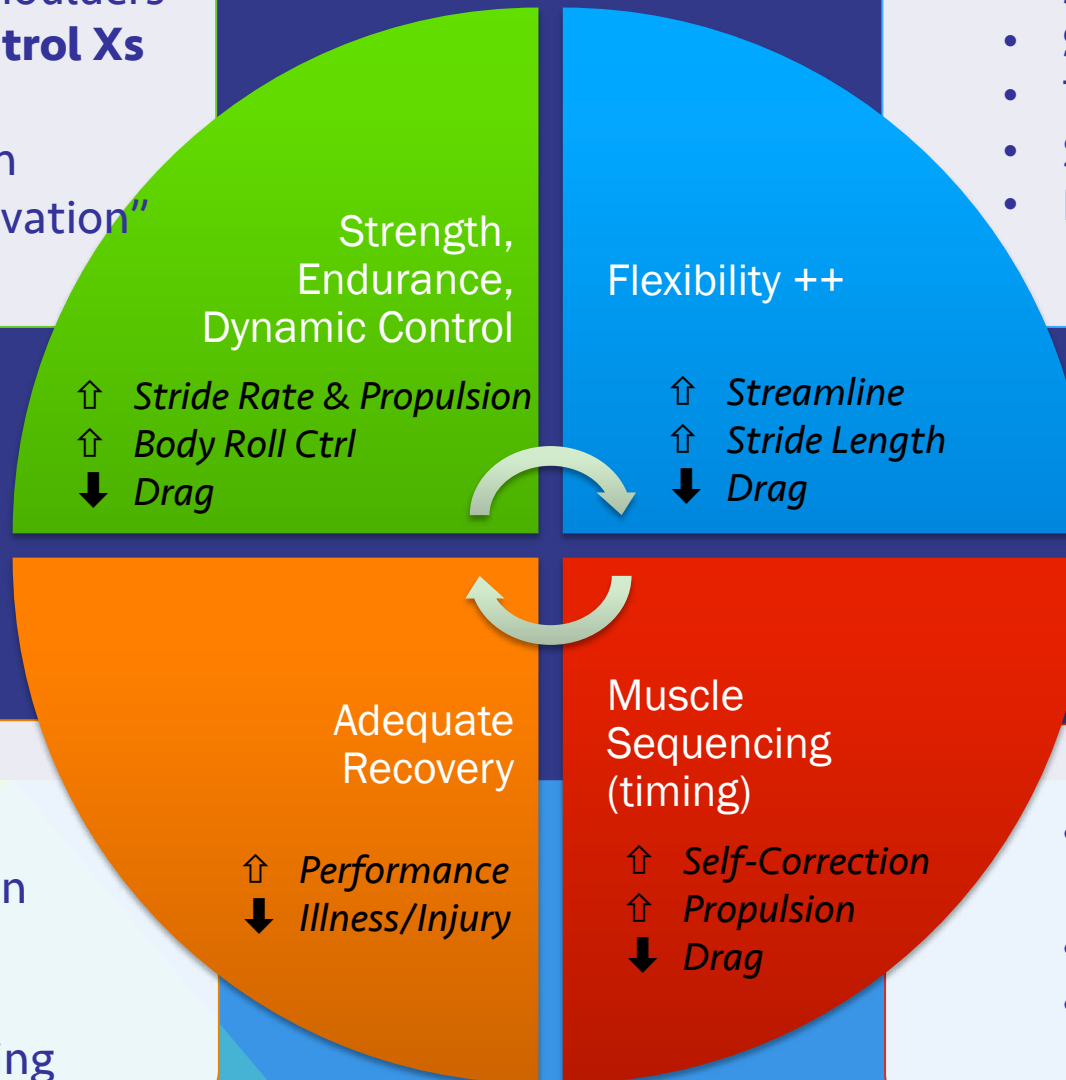 trol Xs
vation”
Strength,
Endurance,
Dynamic Control
⇧ Stride Rate & Propulsion
⇧ Body Roll Ctrl
⬇ Drag
Flexibility ++
⇧ Streamline
⇧ Stride Length
⬇ Drag
Adequate
Recovery
⇧ Performance
⬇ Illness/Injury
Muscle
Sequencing
(timing)
⇧ Self-Correction
⇧ Propulsion
⬇ Drag
n
ng